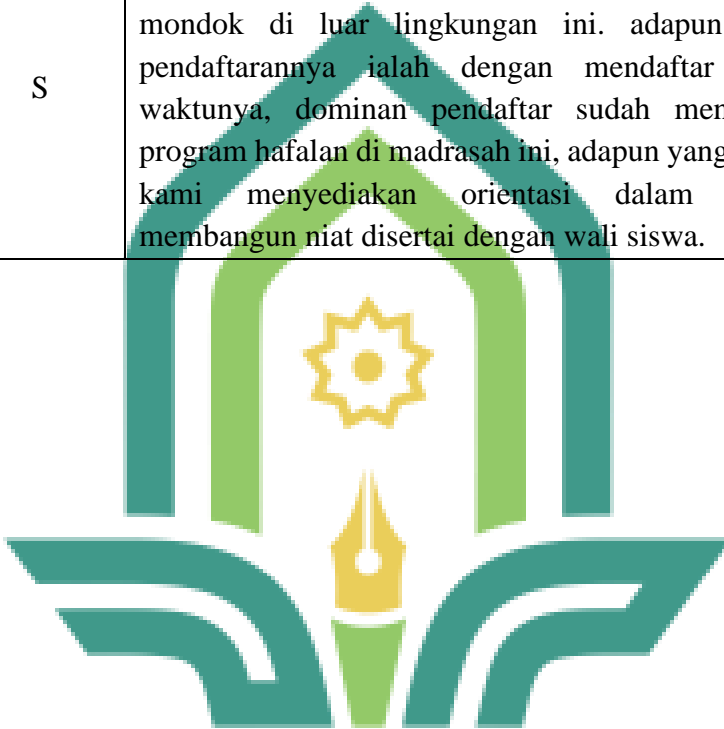 mondok di luar lingkungan ini. adapun
S
pendaftarannya ialah dengan mendaftar
waktunya, dominan pendaftar sudah
program hafalan di madrasah ini, adapun yang
kami menyediakan orientasi dalam
membangun niat disertai dengan wali siswa.